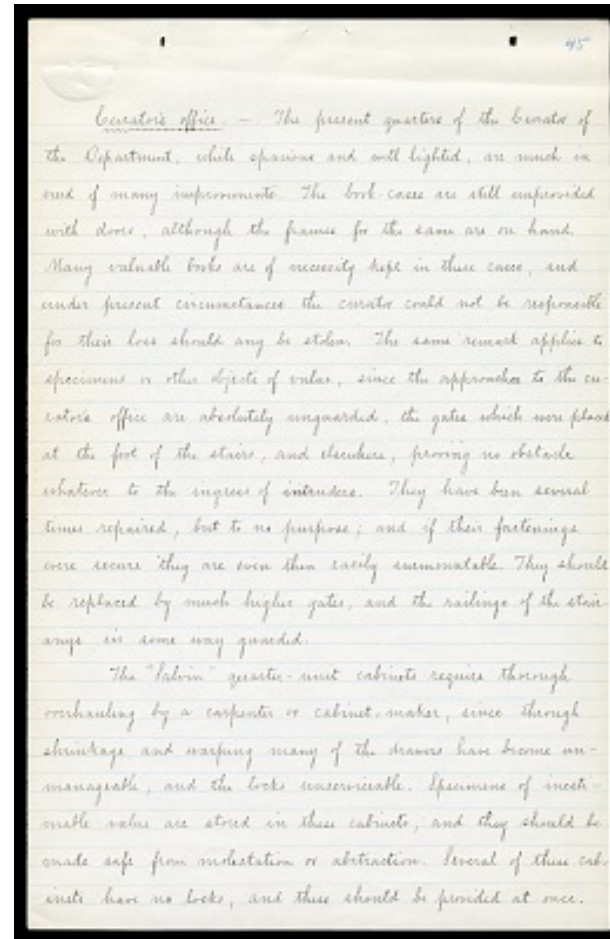 45
Curator's office. — The present quarters of the Curator of
the Department, while spacious and well lighted, are much in
need of many improvements. The book-cases are still unprovided
with doors, although the frames for the same are on hand.
Many valuable books are of necessity kept in these cases, and
under present circumstances the curator could not be responsible
for their loss should any be stolen. The same remark applies to
specimens or other objects of value, since the approaches to the cu-
rator's office are absolutely unguarded, the gates which were placed
at the foot of the stairs, and elsewhere, proving no obstacle
whatever to the ingress of intruders. They have been several
times repaired, but to no purpose; and if their fastenings
were secure they are even then easily surmountable. They should
be replaced by much higher gates, and the railings of the stair
ways in some way guarded.
The "Salvin" quarter-unit cabinets require thorough
overhauling by a carpenter or cabinet-maker, since through
shrinkage and warping many of the drawers have become un-
manageable, and the locks unserviceable. Specimens of inesti-
mable value are stored in these cabinets, and they should be
made safe from molestation or abstraction. Several of these cab-
inets have no locks, and these should be provided at once.